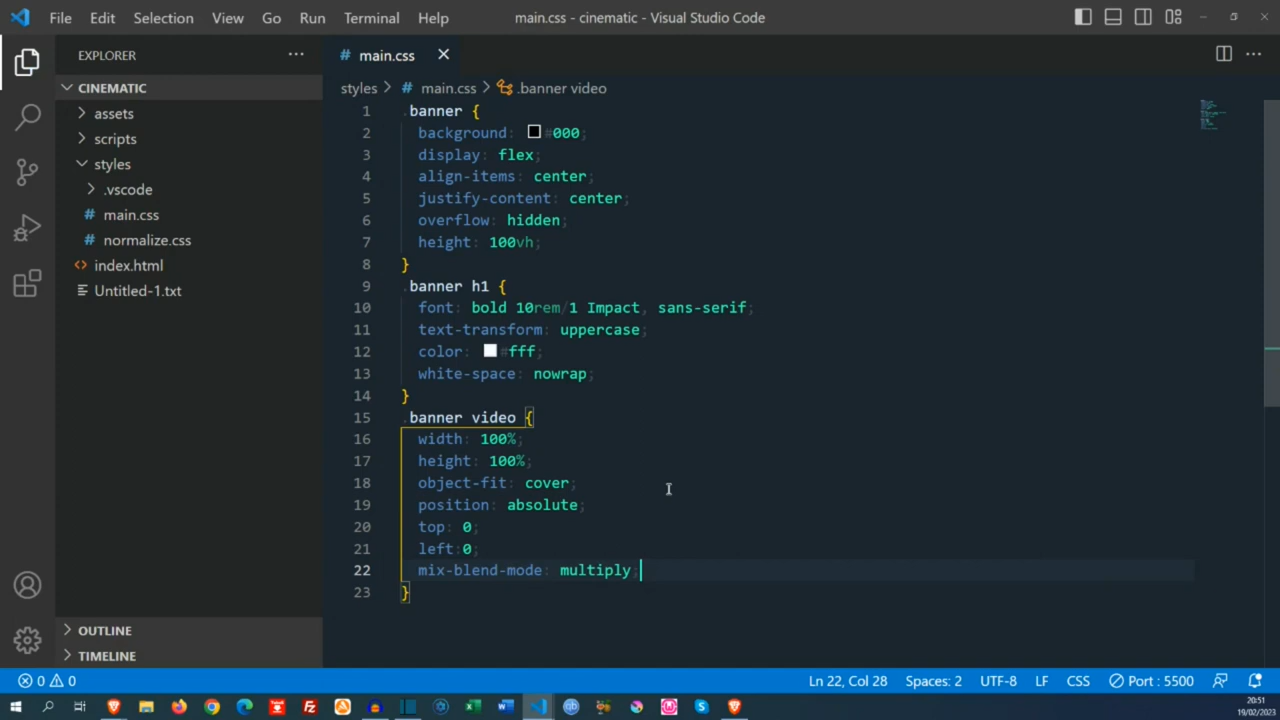 File Edit Selection View Go Run Terminal Help main.css - cinematic - Visual Studio Code
EXPLORER
CINEMATIC
assets
scripts
styles
.vscode
# main.css
# normalize.css
<> index.html
Untitled-1.txt
OUTLINE
TIMELINE
# main.css
styles > # main.css > .banner video
1 .banner {
2 background: #000;
3 display: flex;
4 align-items: center;
5 justify-content: center;
6 overflow: hidden;
7 height: 100vh;
8 }
9 .banner h1 {
10 font: bold 10rem/1 Impact, sans-serif;
11 text-transform: uppercase;
12 color: #fff;
13 white-space: nowrap;
14 }
15 .banner video {
16 width: 100%;
17 height: 100%;
18 object-fit: cover;
19 position: absolute;
20 top: 0;
21 left:0;
22 mix-blend-mode: multiply;
23 }
0 0 Ln 22, Col 28 Spaces: 2 UTF-8 LF CSS Port : 5500
20:51
19/02/2023